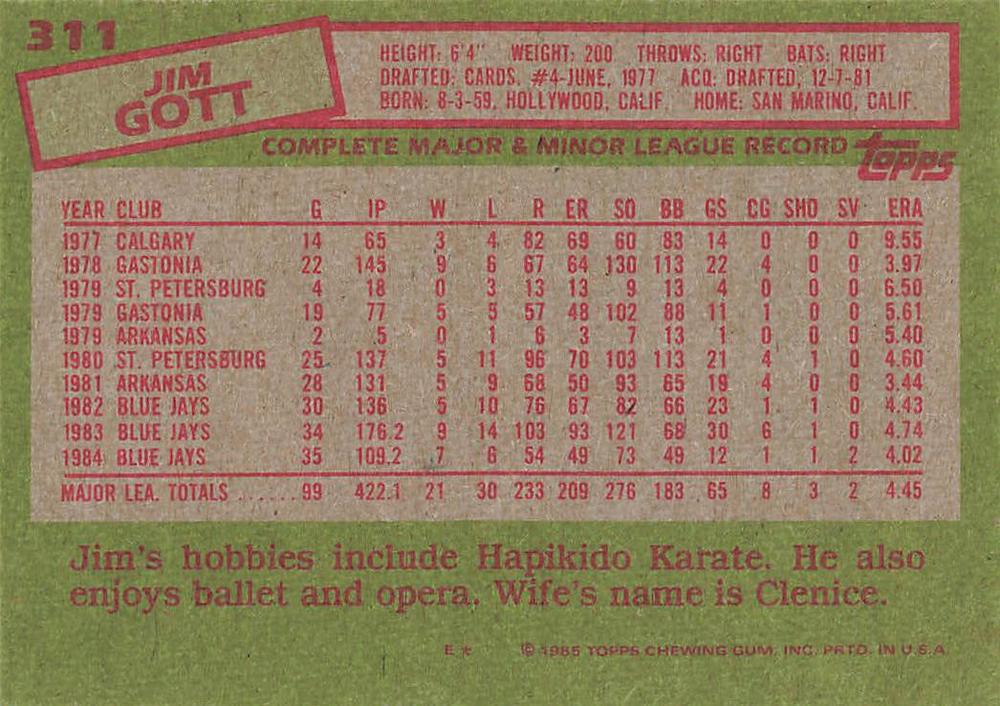 311
JIM
GOTT
HEIGHT: 6'4" WEIGHT: 200 THROWS: RIGHT BATS: RIGHT
DRAFTED: CARDS, #4-JUNE, 1977 ACQ. DRAFTED, 12-7-81
BORN: 8-3-59, HOLLYWOOD, CALIF. HOME: SAN MARINO, CALIF.
COMPLETE MAJOR & MINOR LEAGUE RECORD topps
YEAR CLUB G IP W L R ER SO BB GS CG SHO SV ERA
1977 CALGARY 14 65 3 4 82 69 60 83 14 0 0 0 9.55
1978 GASTONIA 22 145 9 6 67 64 130 113 22 4 0 0 3.97
1979 ST. PETERSBURG 4 18 0 3 13 13 9 13 4 0 0 0 6.50
1979 GASTONIA 19 77 5 5 57 48 102 88 11 1 0 0 5.61
1979 ARKANSAS 2 5 0 1 6 3 7 13 1 0 0 0 5.40
1980 ST. PETERSBURG 25 137 5 11 96 70 103 113 21 4 1 0 4.60
1981 ARKANSAS 28 131 5 9 68 50 93 65 19 4 0 0 3.44
1982 BLUE JAYS 30 136 5 10 76 67 82 66 23 1 1 0 4.43
1983 BLUE JAYS 34 176.2 9 14 103 93 121 68 30 6 1 0 4.74
1984 BLUE JAYS 35 109.2 7 6 54 49 73 49 12 1 1 2 4.02
MAJOR LEA. TOTALS ...... 99 422.1 21 30 233 209 276 183 65 8 3 2 4.45
Jim's hobbies include Hapikido Karate. He also
enjoys ballet and opera. Wife's name is Clenice.
E * © 1985 TOPPS CHEWING GUM, INC. PRTD. IN U.S.A.